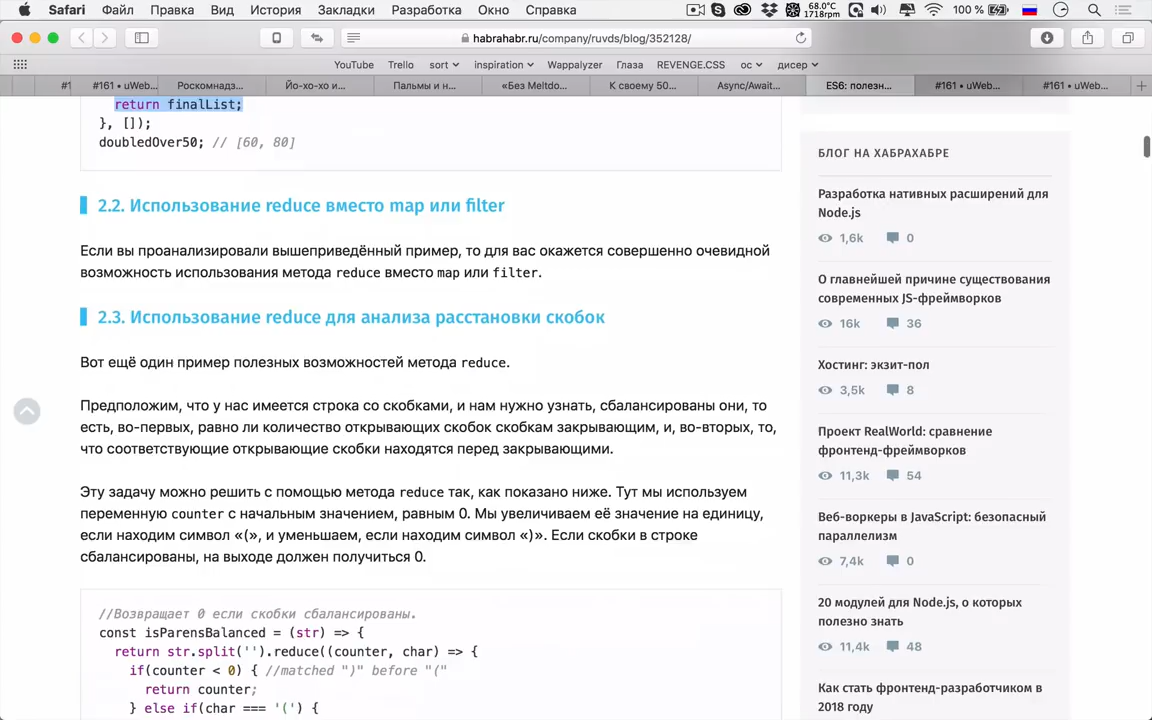 Safari Файл Правка Вид История Закладки Разработка Окно Справка
68.0°C
1718rpm
100 %
habrahabr.ru/company/ruvds/blog/352128/
YouTube Trello sort inspiration Wappalyzer Глаза REVENGE.CSS ос дисер
#1 #161 • uWeb... Роскомнадз... Йо-хо-хо и... Пальмы и н... «Без Meltdo... К своему 50... Async/Await... ES6: полезн... #161 • uWeb... #161 • uWeb...
return finalList;
}, []);
doubledOver50; // [60, 80]
2.2. Использование reduce вместо map или filter
Если вы проанализировали вышеприведённый пример, то для вас окажется совершенно очевидной
возможность использования метода reduce вместо map или filter.
2.3. Использование reduce для анализа расстановки скобок
Вот ещё один пример полезных возможностей метода reduce.
Предположим, что у нас имеется строка со скобками, и нам нужно узнать, сбалансированы они, то
есть, во-первых, равно ли количество открывающих скобок скобкам закрывающим, и, во-вторых, то,
что соответствующие открывающие скобки находятся перед закрывающими.
Эту задачу можно решить с помощью метода reduce так, как показано ниже. Тут мы используем
переменную counter с начальным значением, равным 0. Мы увеличиваем её значение на единицу,
если находим символ «(», и уменьшаем, если находим символ «)». Если скобки в строке
сбалансированы, на выходе должен получиться 0.
//Возвращает 0 если скобки сбалансированы.
const isParensBalanced = (str) => {
return str.split('').reduce((counter, char) => {
if(counter < 0) { //matched ")" before "("
return counter;
} else if(char === '(') {
БЛОГ НА ХАБРАХАБРЕ
Разработка нативных расширений для
Node.js
1,6k 0
О главнейшей причине существования
современных JS-фреймворков
16k 36
Хостинг: экзит-пол
3,5k 8
Проект RealWorld: сравнение
фронтенд-фреймворков
11,3k 54
Веб-воркеры в JavaScript: безопасный
параллелизм
7,4k 0
20 модулей для Node.js, о которых
полезно знать
11,4k 48
Как стать фронтенд-разработчиком в
2018 году